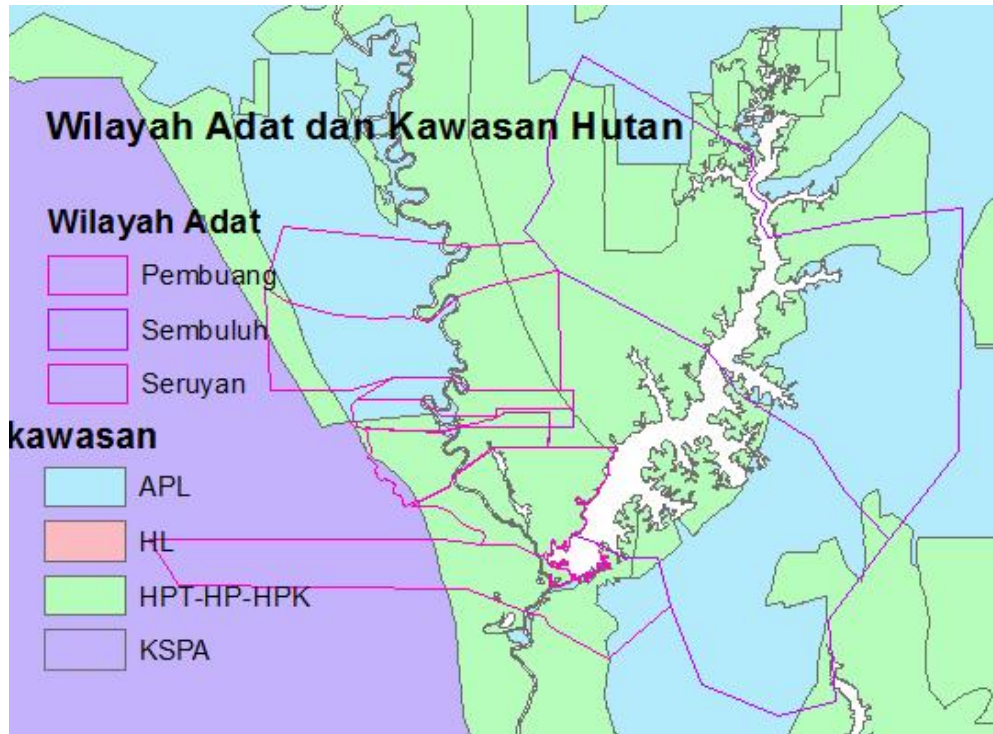 Wilayah Adat dan Kawasan Hutan
Wilayah Adat
Pembuang
Sembuluh
Seruyan
kawasan
APL
HL
HPT-HP-HPK
KSPA